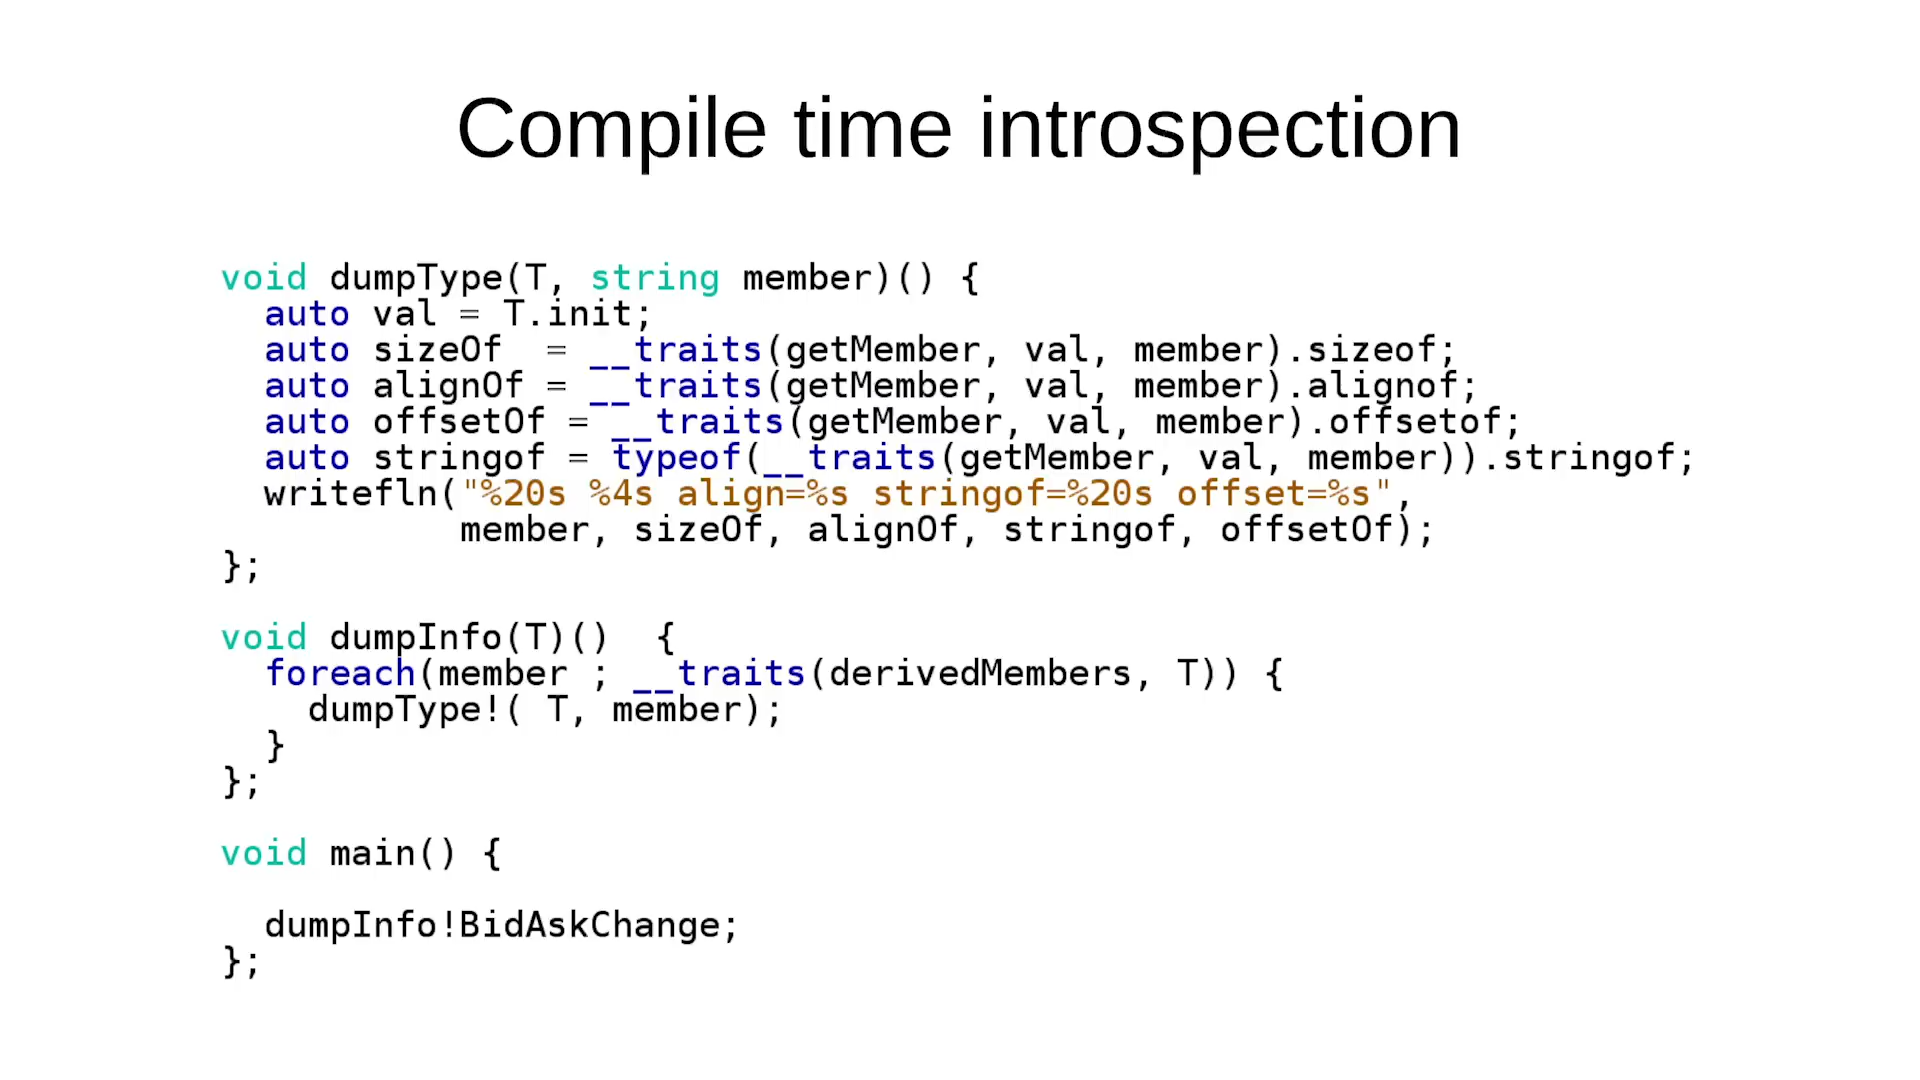 Compile time introspection
void dumpType(T, string member)() {
  auto val = T.init;
  auto sizeOf  = __traits(getMember, val, member).sizeof;
  auto alignOf = __traits(getMember, val, member).alignof;
  auto offsetOf = __traits(getMember, val, member).offsetof;
  auto stringof = typeof(__traits(getMember, val, member)).stringof;
  writefln("%20s %4s align=%s stringof=%20s offset=%s",
           member, sizeOf, alignOf, stringof, offsetOf);
};
void dumpInfo(T)()  {
  foreach(member ; __traits(derivedMembers, T)) {
    dumpType!( T, member);
  }
};
void main() {
  dumpInfo!BidAskChange;
};